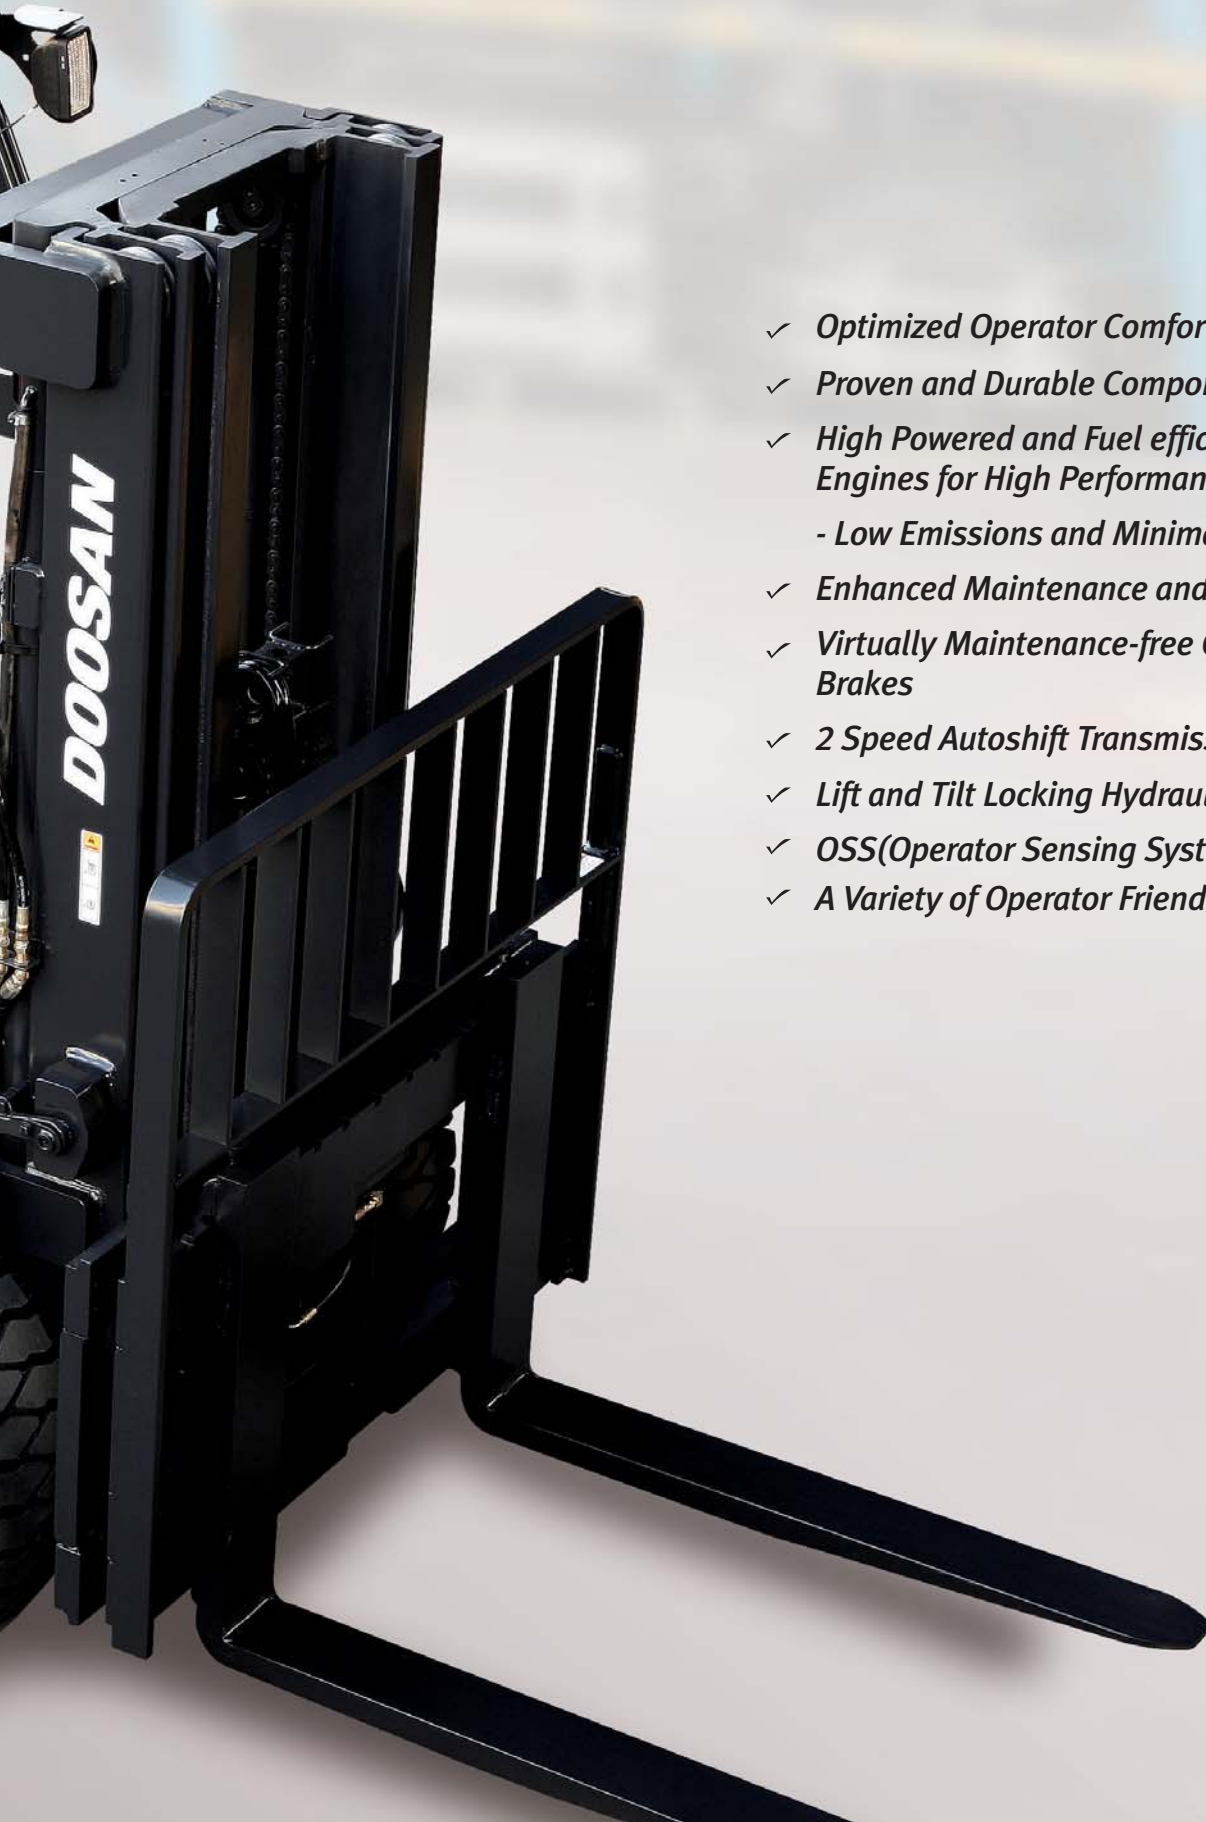 DOOSAN
✓ Optimized Operator Comfor
✓ Proven and Durable Compo
✓ High Powered and Fuel effic
Engines for High Performan
- Low Emissions and Minim
✓ Enhanced Maintenance and
✓ Virtually Maintenance-free
Brakes
✓ 2 Speed Autoshift Transmis
✓ Lift and Tilt Locking Hydraul
✓ OSS(Operator Sensing Syst
✓ A Variety of Operator Friend